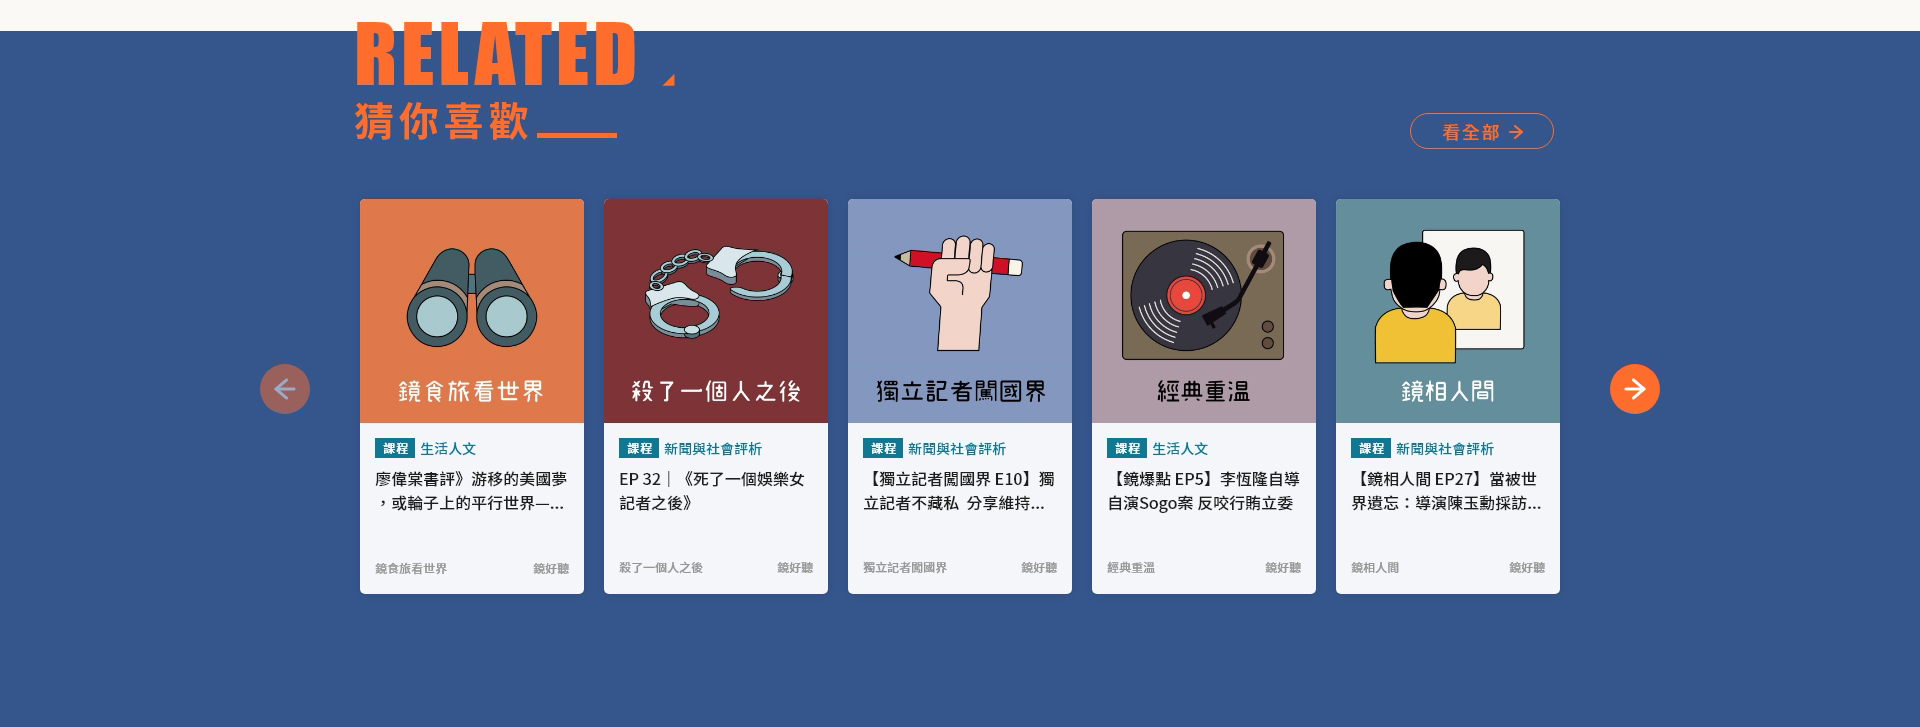 RELATED
猜你喜歡
看全部
鏡食旅看世界
課程 生活人文
廖偉棠書評》游移的美國夢
，或輪子上的平行世界—...
鏡食旅看世界 鏡好聽
殺了一個人之後
課程 新聞與社會評析
EP 32｜《死了一個娛樂女
記者之後》
殺了一個人之後 鏡好聽
獨立記者闖國界
課程 新聞與社會評析
【獨立記者闖國界 E10】獨
立記者不藏私 分享維持...
獨立記者闖國界 鏡好聽
經典重溫
課程 生活人文
【鏡爆點 EP5】李恆隆自導
自演Sogo案 反咬行賄立委
經典重溫 鏡好聽
鏡相人間
課程 新聞與社會評析
【鏡相人間 EP27】當被世
界遺忘：導演陳玉勳採訪...
鏡相人間 鏡好聽